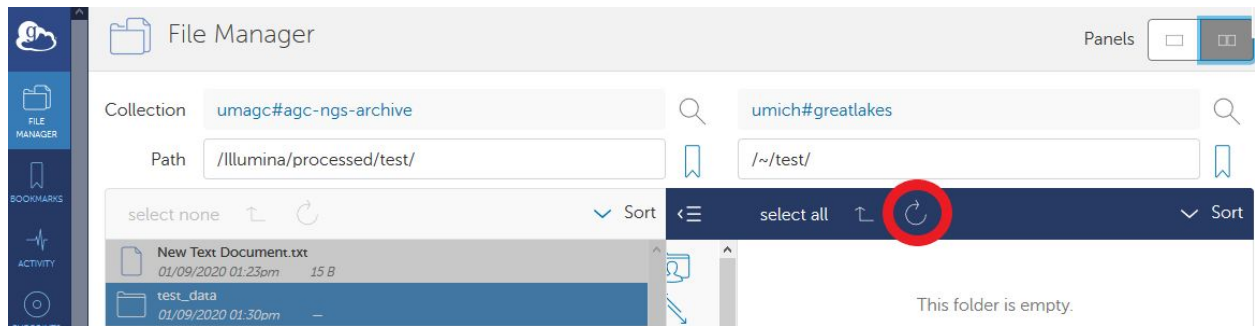 File Manager
Panels
FILE
MANAGER
BOOKMARKS
ACTIVITY
Collection
umagc#agc-ngs-archive
umich#greatlakes
Path
/Illumina/processed/test/
/~/test/
select none
Sort
select all
Sort
New Text Document.txt
01/09/2020 01:23pm 15 B
test_data
01/09/2020 01:30pm —
This folder is empty.